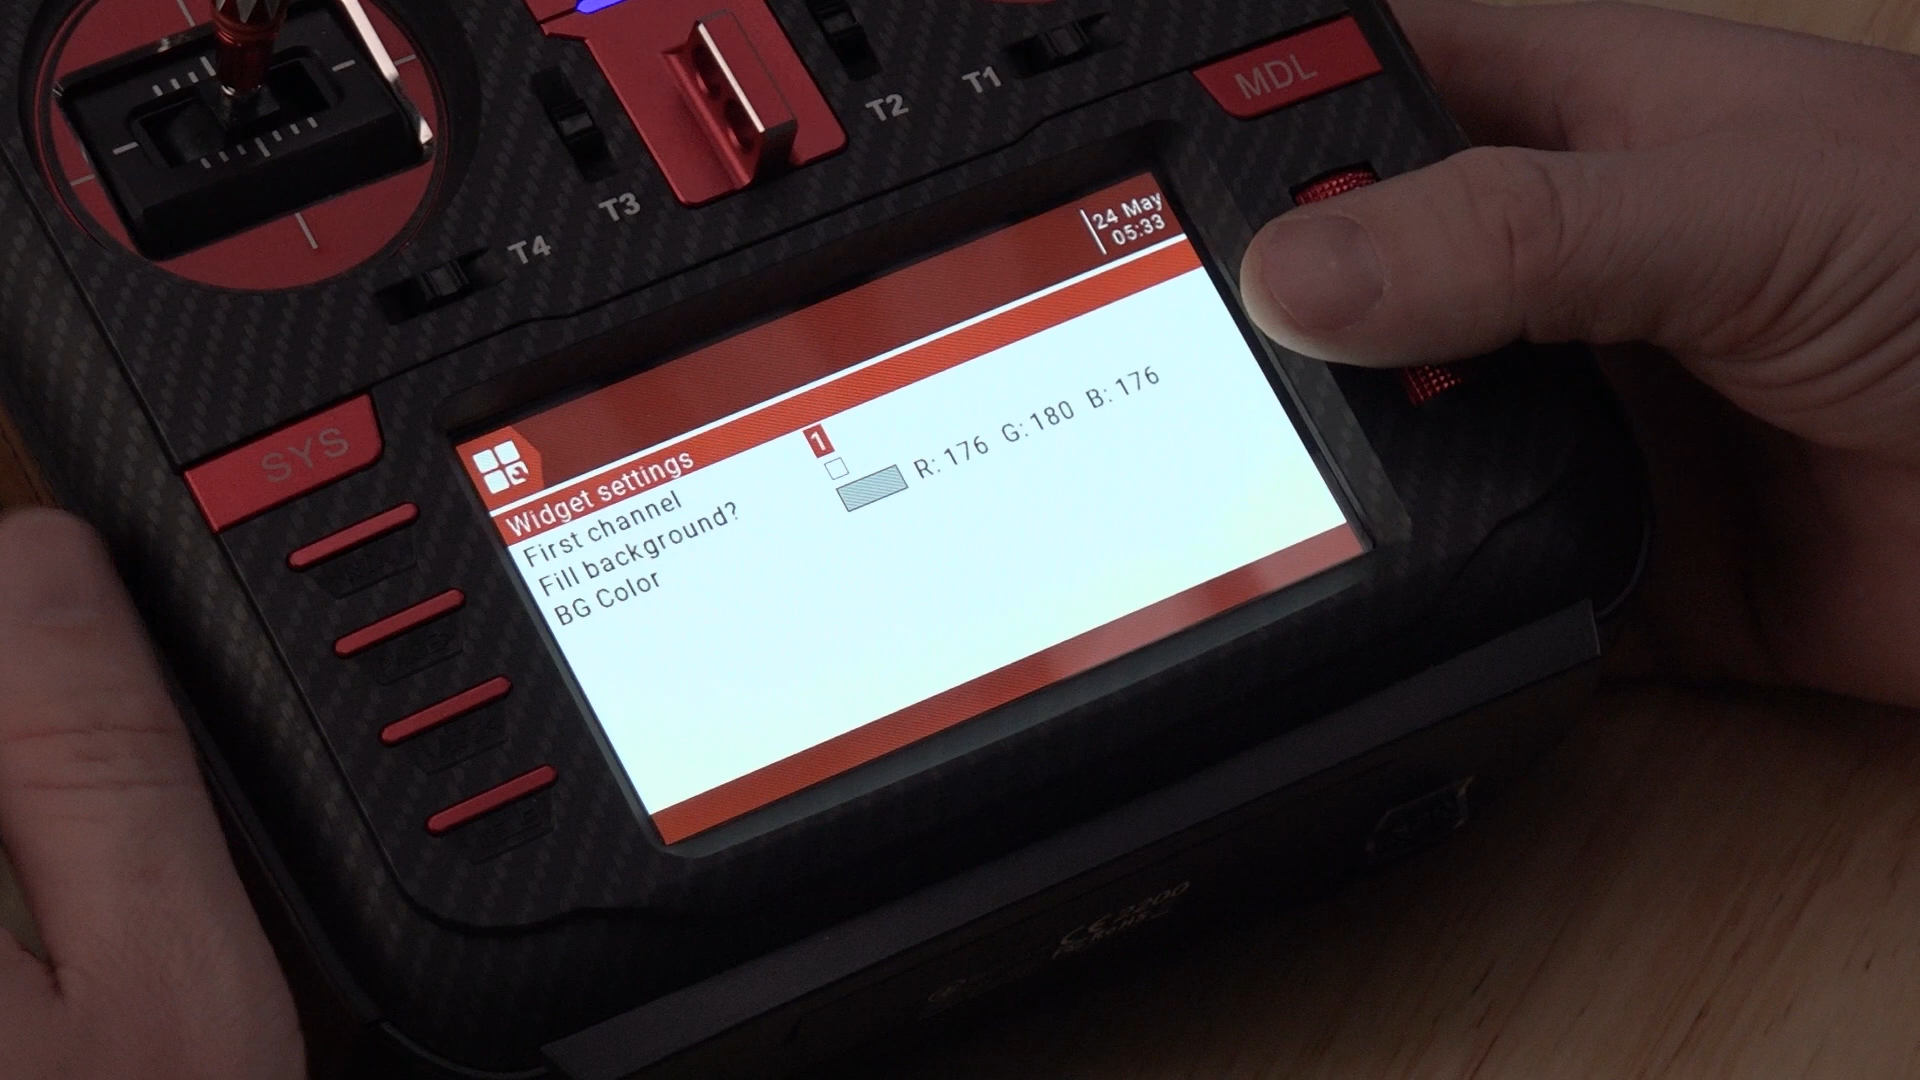 T1
MDL
T2
T3
T4
24 May
05:33
SYS
Widget settings
First channel 1
Fill background?
BG Color R: 176 G: 180 B: 176